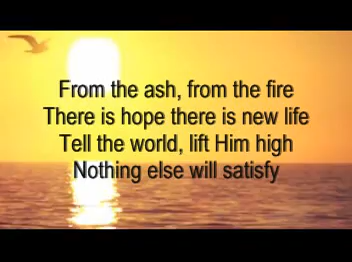 From the ash, from the fire
There is hope there is new life
Tell the world, lift Him high
Nothing else will satisfy